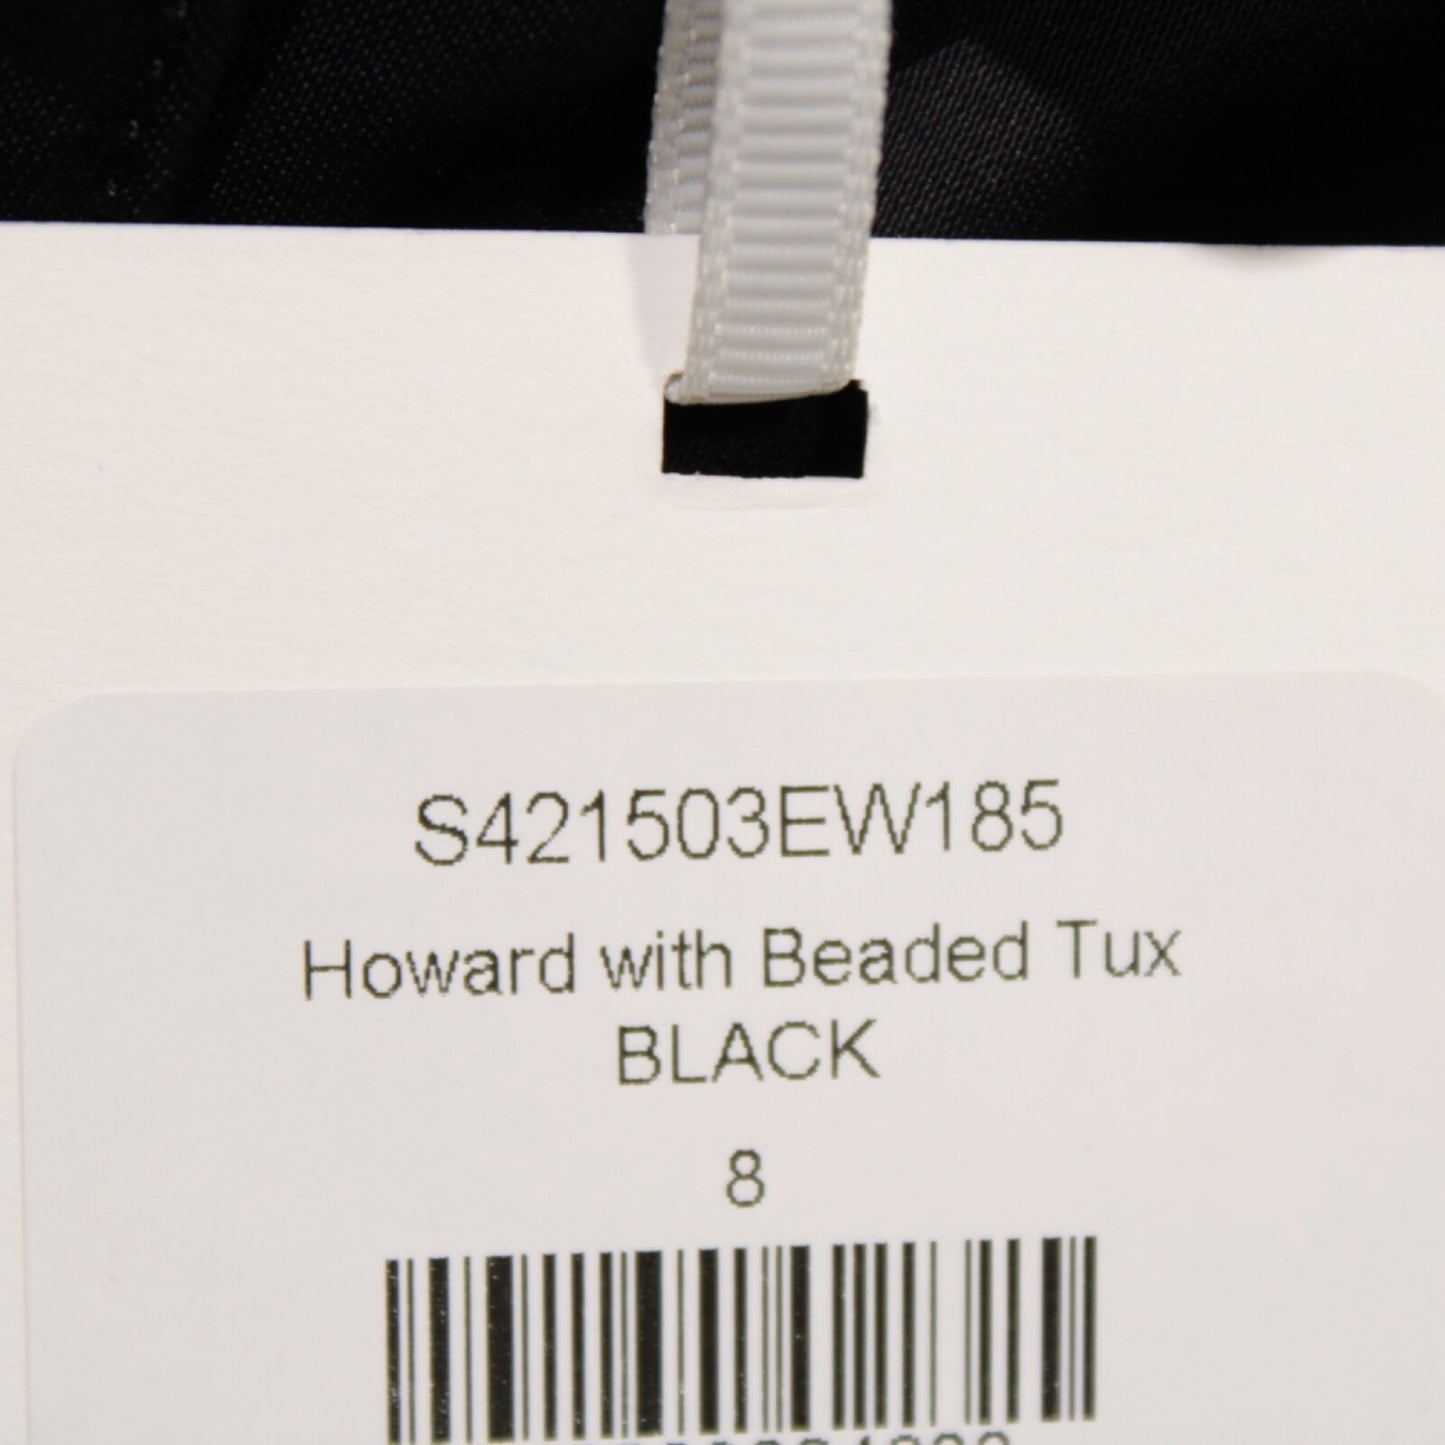 S421503EW185
Howard with Beaded Tux
BLACK
8